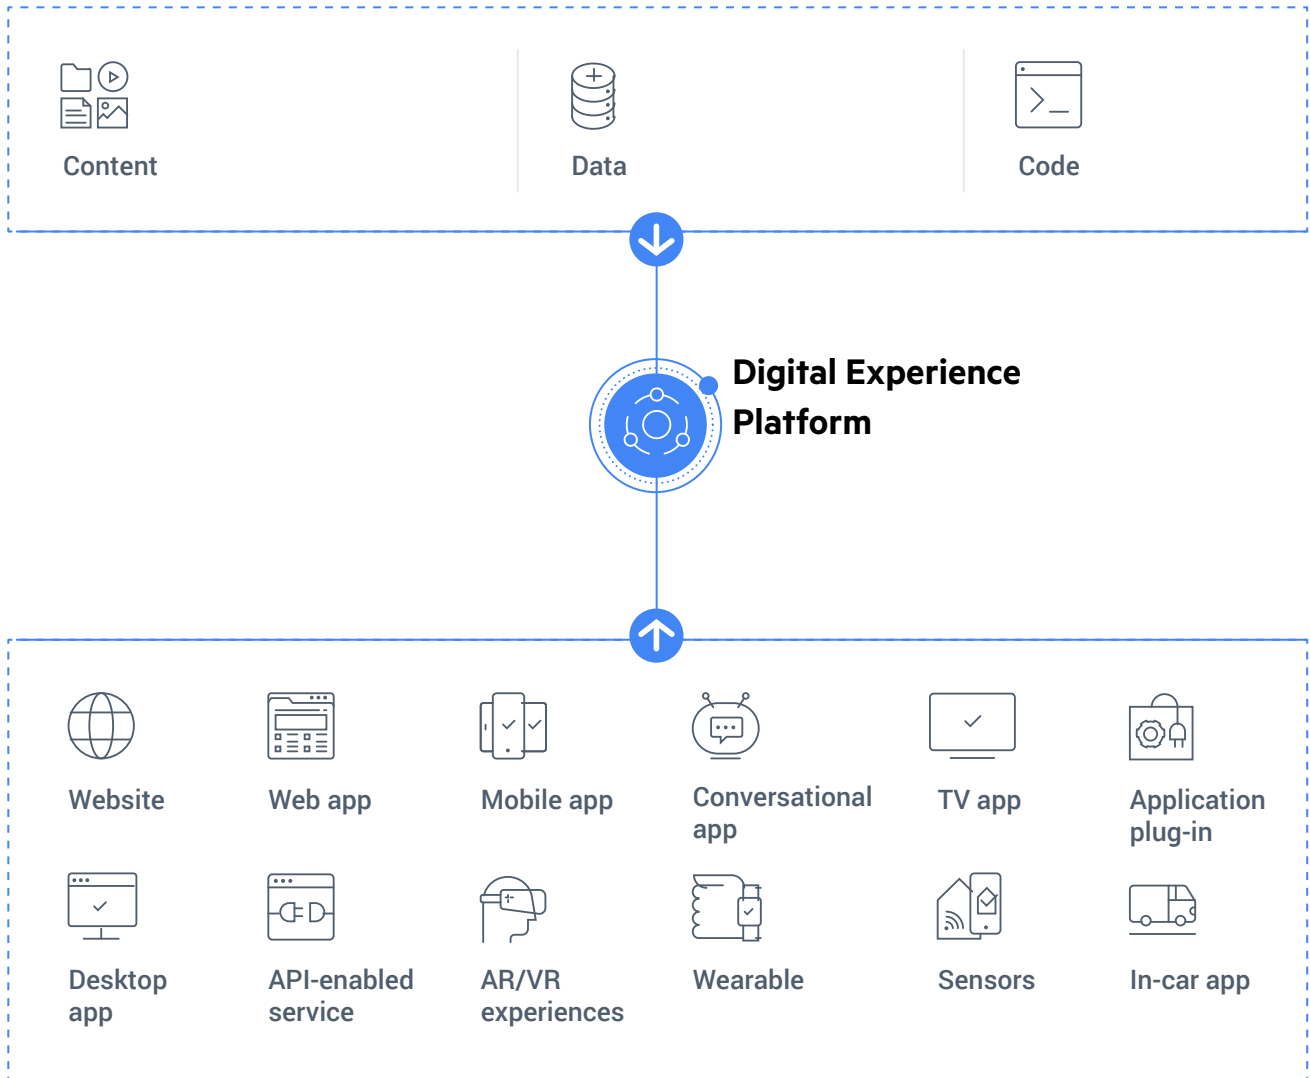 Content
Data
Code
Digital Experience
Platform
Website
Web app
Mobile app
Conversational
app
TV app
Application
plug-in
Desktop
app
API-enabled
service
AR/VR
experiences
Wearable
Sensors
In-car app